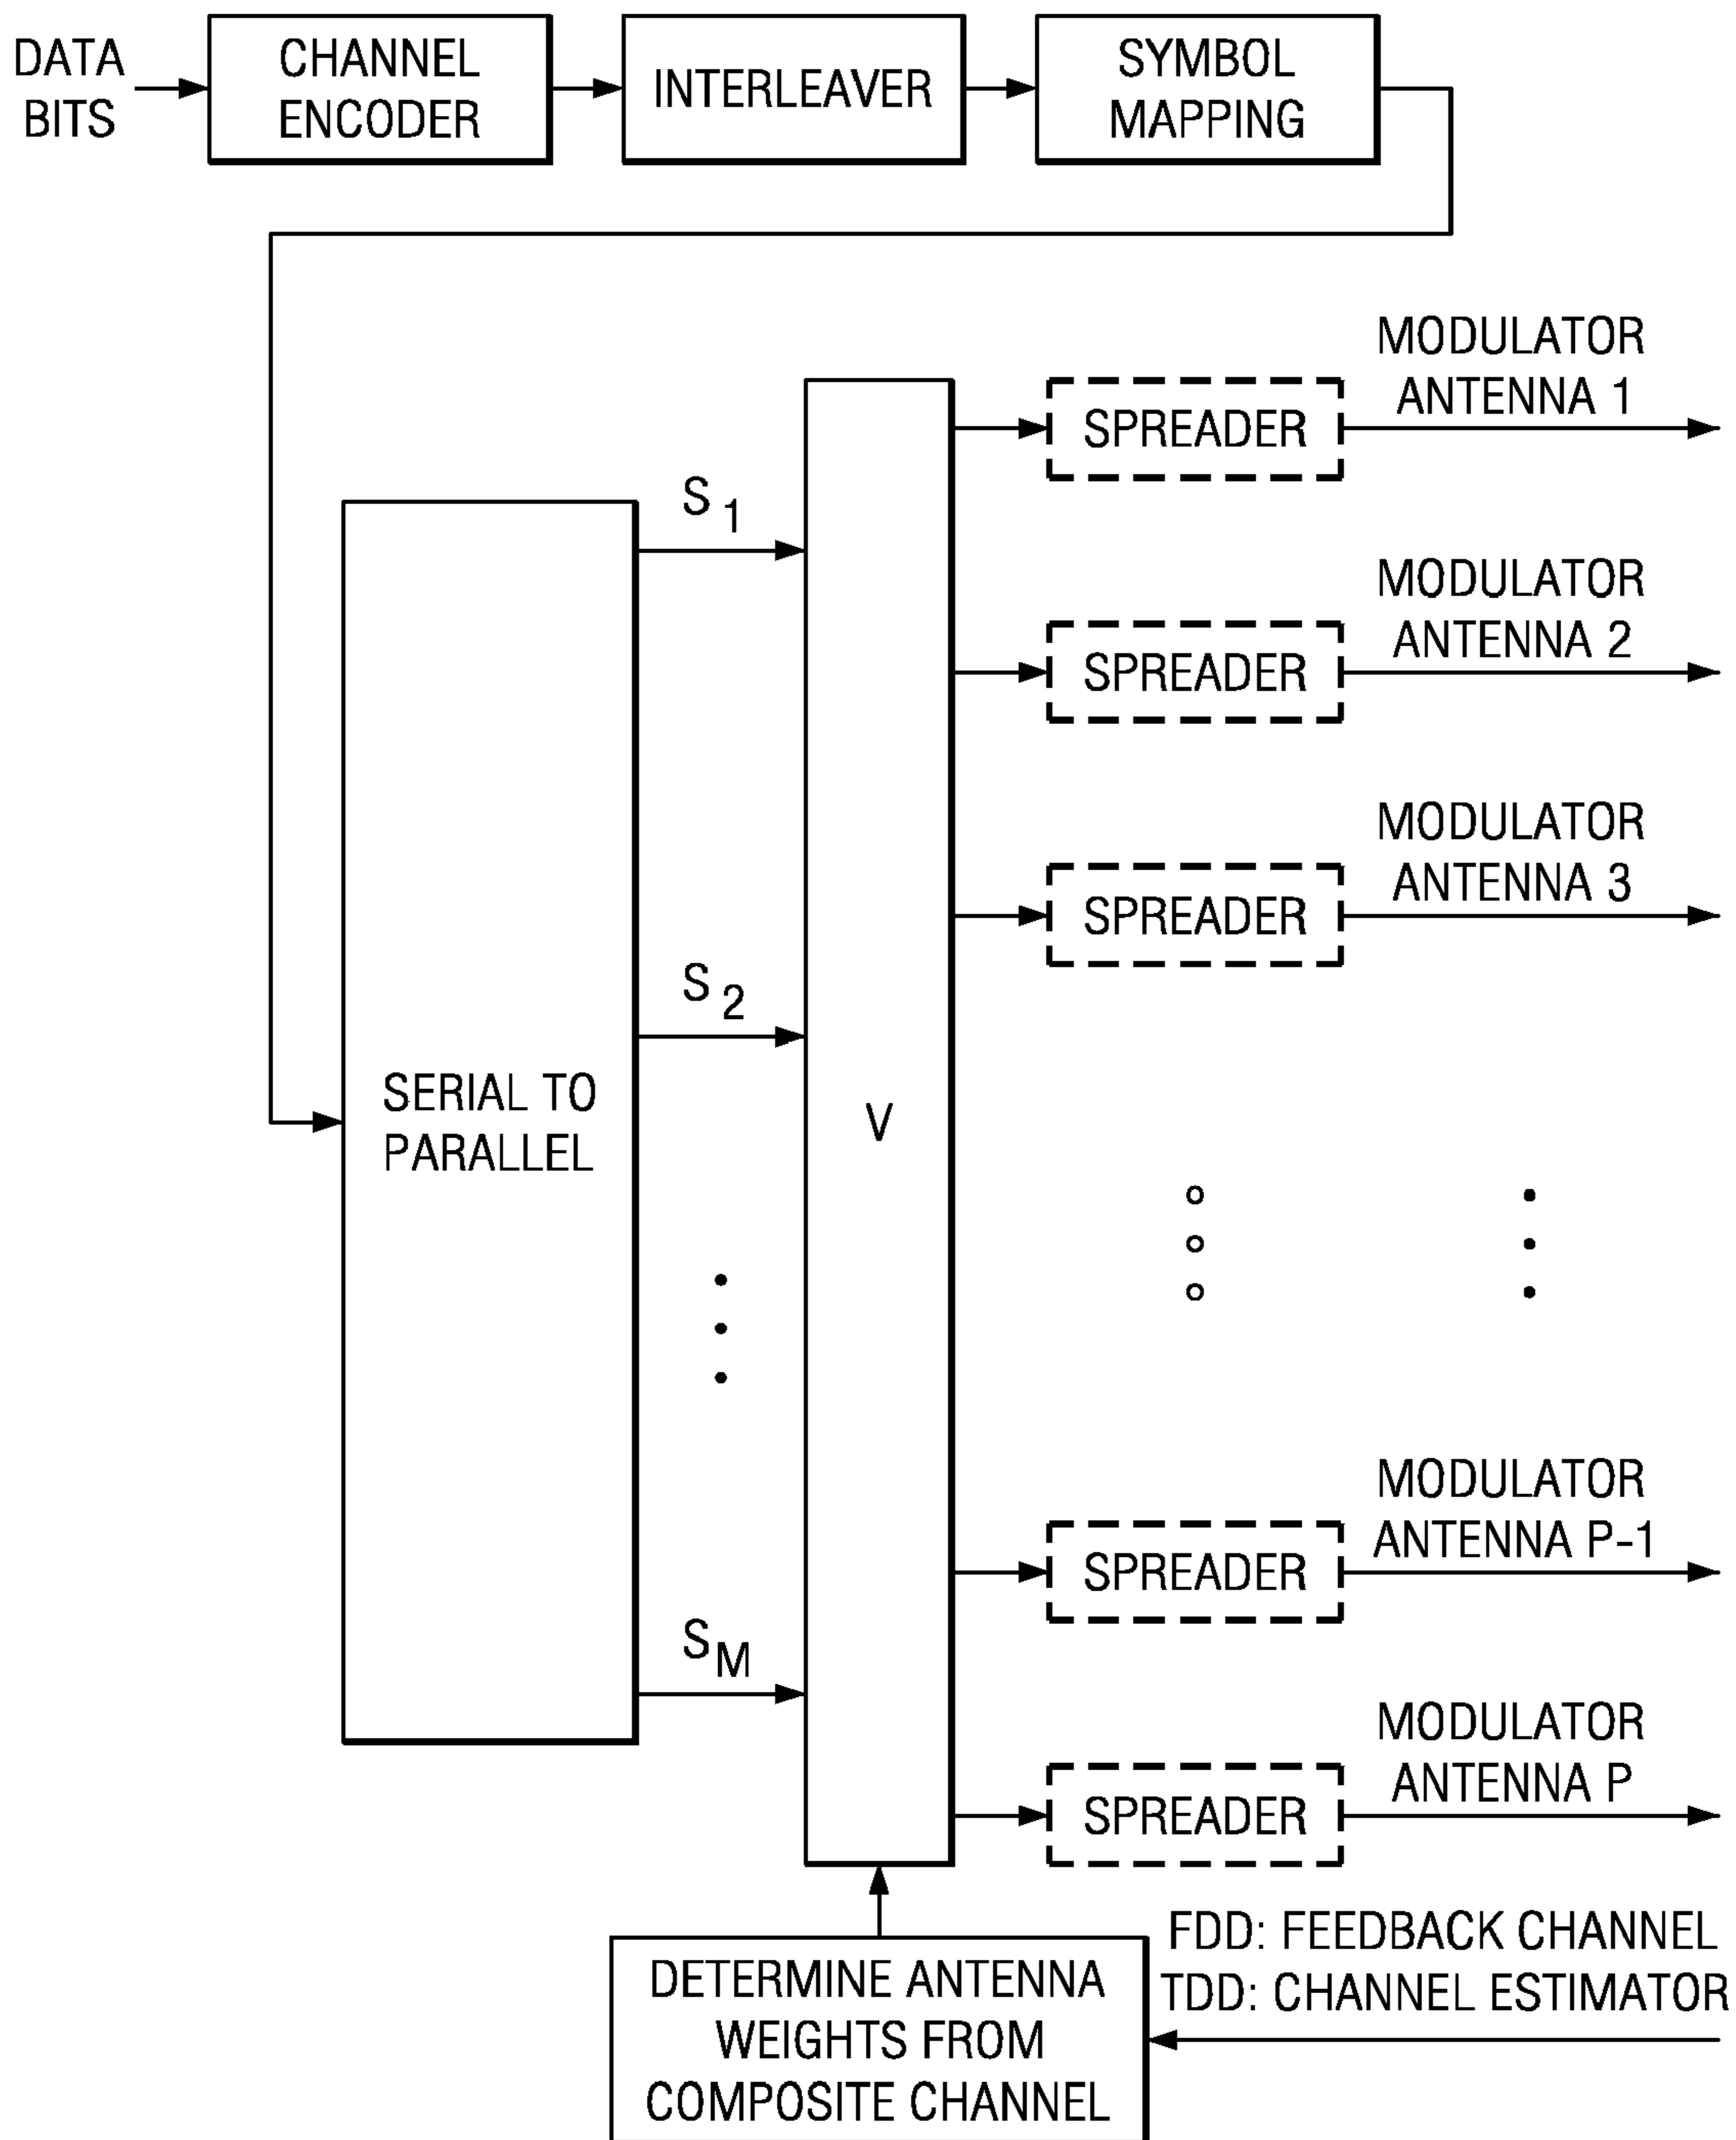 DATA
BITS
CHANNEL
ENCODER
INTERLEAVER
SYMBOL
MAPPING
MODULATOR
ANTENNA 1
SPREADER
S1
MODULATOR
ANTENNA 2
SPREADER
MODULATOR
ANTENNA 3
SPREADER
S2
SERIAL TO
PARALLEL
V
MODULATOR
ANTENNA P-1
SPREADER
SM
MODULATOR
ANTENNA P
SPREADER
FDD: FEEDBACK CHANNEL
TDD: CHANNEL ESTIMATOR
DETERMINE ANTENNA
WEIGHTS FROM
COMPOSITE CHANNEL